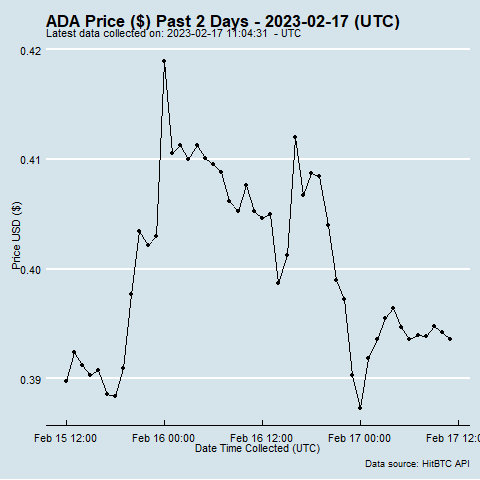 ADA Price ($) Past 2 Days - 2023-02-17 (UTC)
Latest data collected on: 2023-02-17 11:04:31  - UTC
0.42
0.41
0.40
0.39
Price USD ($)
Feb 15 12:00
Feb 16 00:00
Feb 16 12:00
Feb 17 00:00
Feb 17 12:0
Date Time Collected (UTC)
Data source: HitBTC API